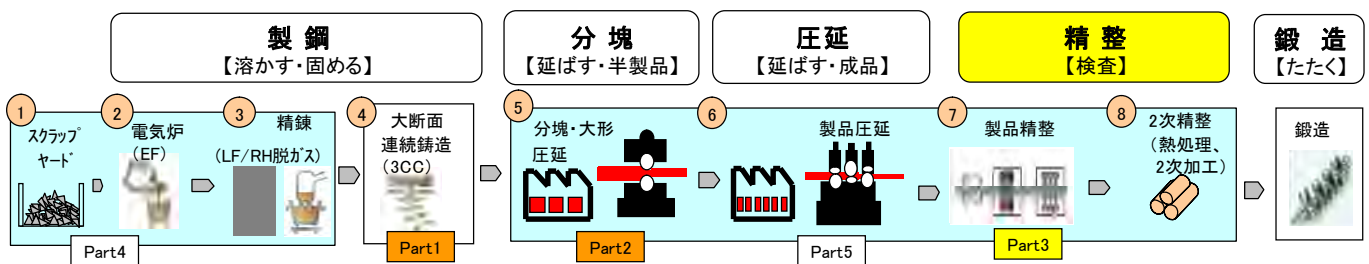 製鋼
【溶かす・固める】
分塊
【延ばす・半製品】
圧延
【延ばす・成品】
精整
【検査】
鍛造
【たたく】
1
スクラップ
ヤード
2
電気炉
(EF)
3
精錬
(LF/RH脱ガス)
4
大断面
連続鋳造
(3CC)
5
分塊・大形
圧延
6
製品圧延
7
製品精整
8
2次精整
(熱処理、
2次加工)
鍛造
Part4
Part1
Part2
Part5
Part3